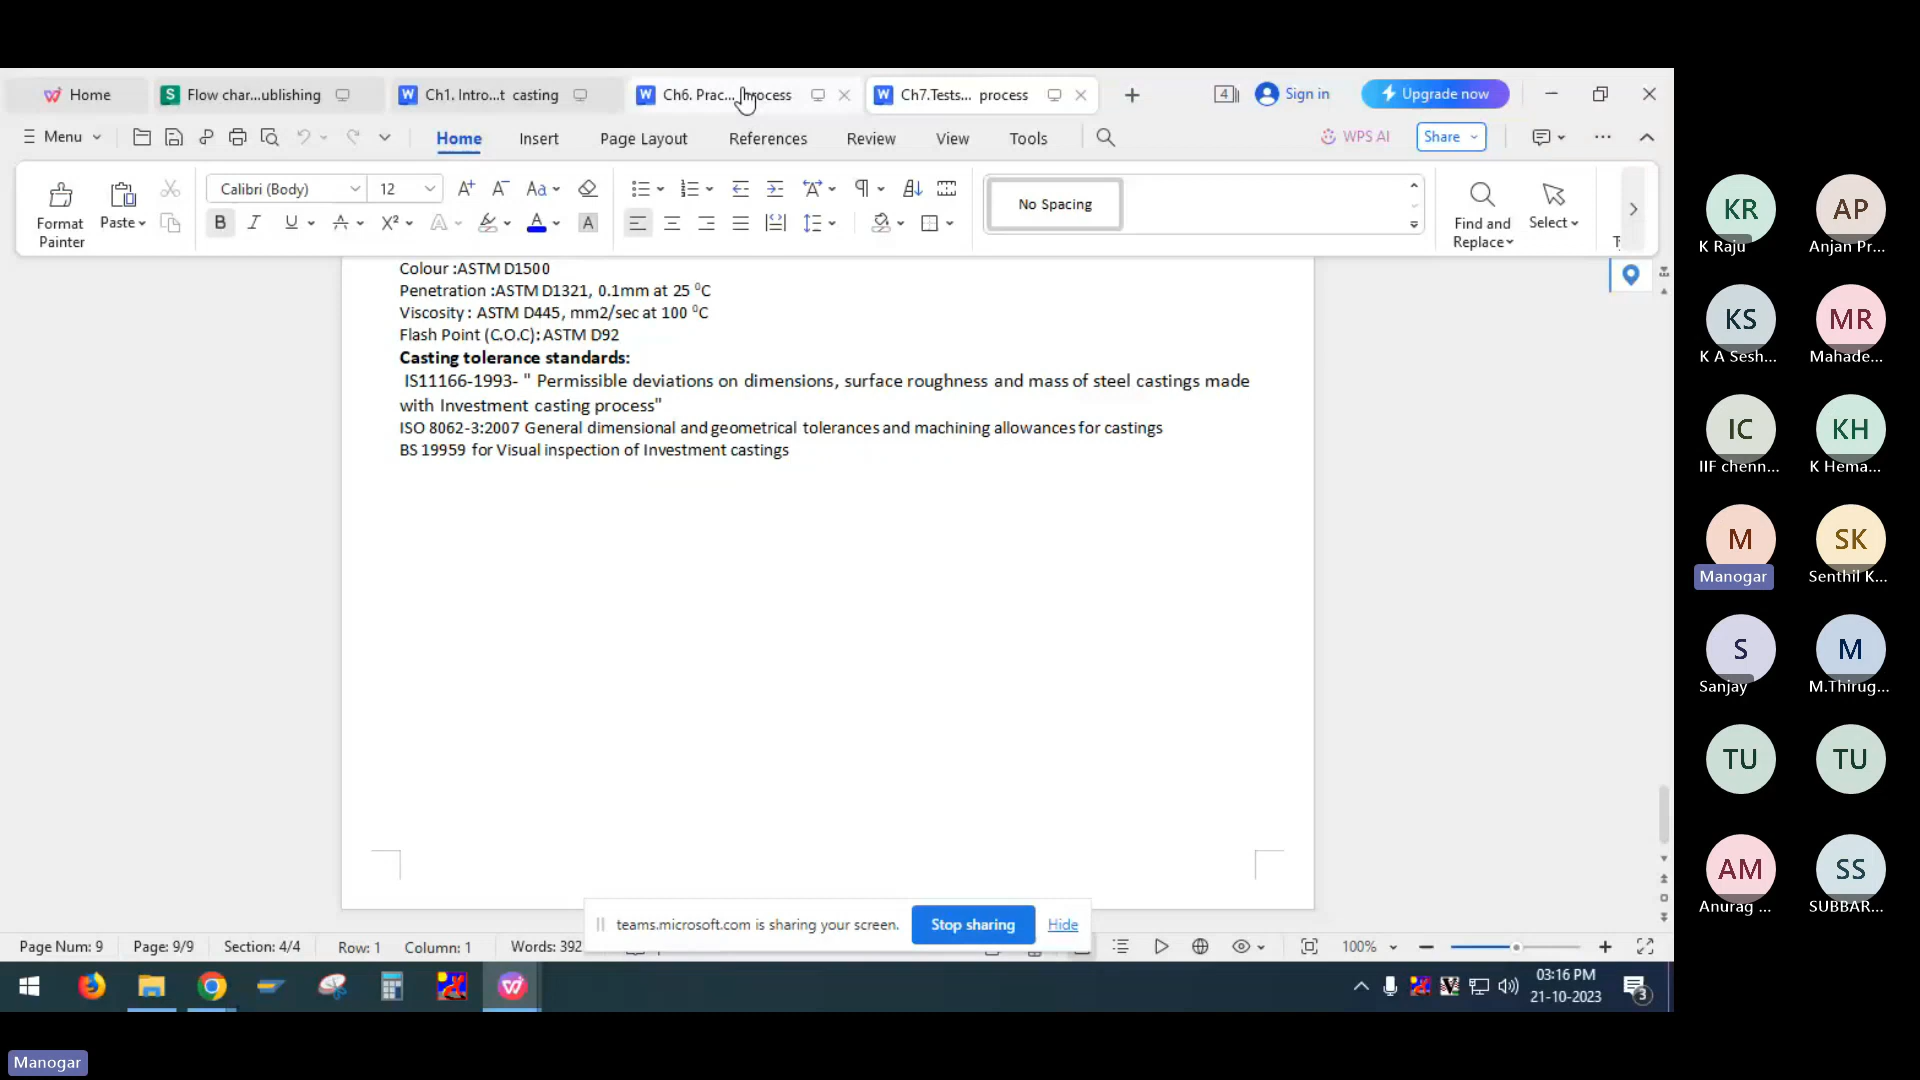 Home
Flow char...ublishing
Ch1. Intro...t casting
Ch6. Prac... process
Ch7.Tests... process
4
Sign in
Upgrade now
Menu
Home
Insert
Page Layout
References
Review
View
Tools
WPS AI
Share
Format Painter
Paste
Calibri (Body)
12
No Spacing
Find and Replace
Select
Colour :ASTM D1500
Penetration :ASTM D1321, 0.1mm at 25 ⁰C
Viscosity : ASTM D445, mm2/sec at 100 ⁰C
Flash Point (C.O.C): ASTM D92
Casting tolerance standards:
IS11166-1993- " Permissible deviations on dimensions, surface roughness and mass of steel castings made
with Investment casting process"
ISO 8062-3:2007 General dimensional and geometrical tolerances and machining allowances for castings
BS 19959 for Visual inspection of Investment castings
teams.microsoft.com is sharing your screen.
Stop sharing
Hide
Page Num: 9
Page: 9/9
Section: 4/4
Row: 1
Column: 1
Words: 392
100%
03:16 PM
21-10-2023
3
KR
K Raju
AP
Anjan Pr...
KS
K A Sesh...
MR
Mahade...
IC
IIF chenn...
KH
K Hema...
M
Manogar
SK
Senthil K...
S
Sanjay
M
M.Thirug...
TU
TU
AM
Anurag ...
SS
SUBBAR...
Manogar